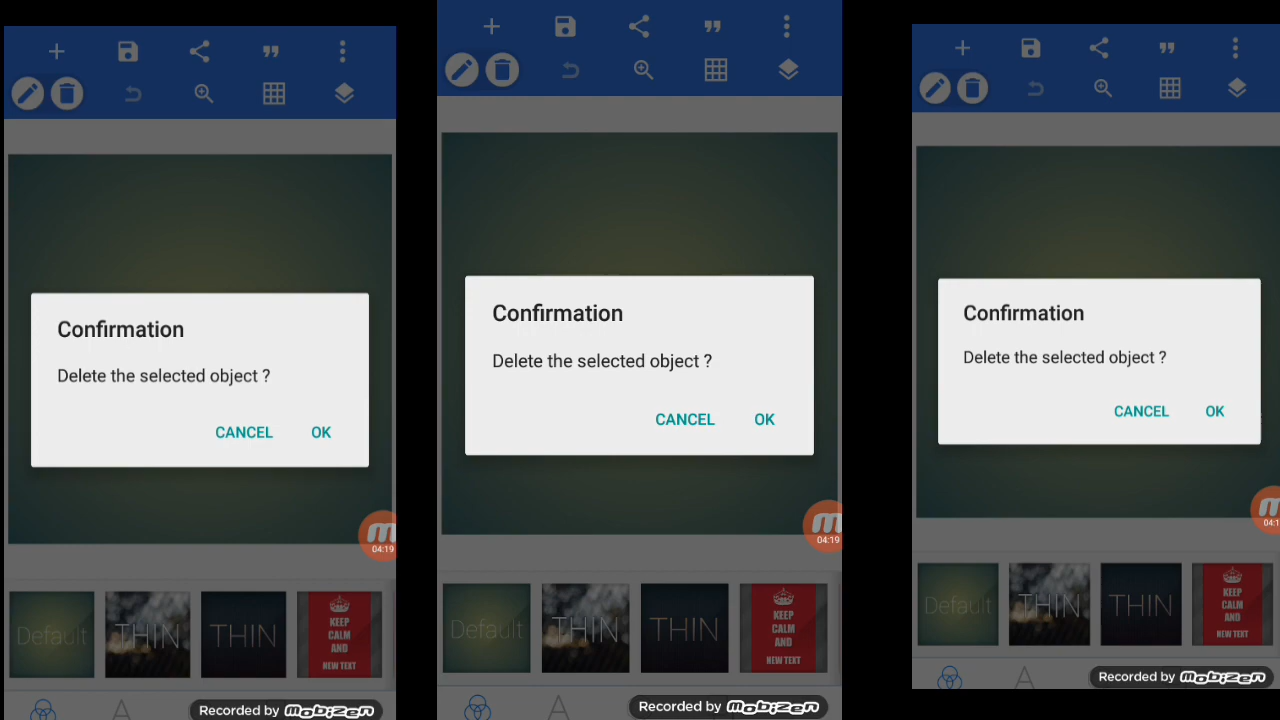 Confirmation
Delete the selected object ?
CANCEL OK
04:19
Default
THIN
THIN
KEEP
CALM
AND
NEW TEXT
A
Recorded by mobizen
Confirmation
Delete the selected object ?
CANCEL OK
04:19
Default
THIN
THIN
KEEP
CALM
AND
NEW TEXT
A
Recorded by mobizen
Confirmation
Delete the selected object ?
CANCEL OK
Default
THIN
THIN
KEEP
CALM
AND
NEW TEXT
A
Recorded by mobizen